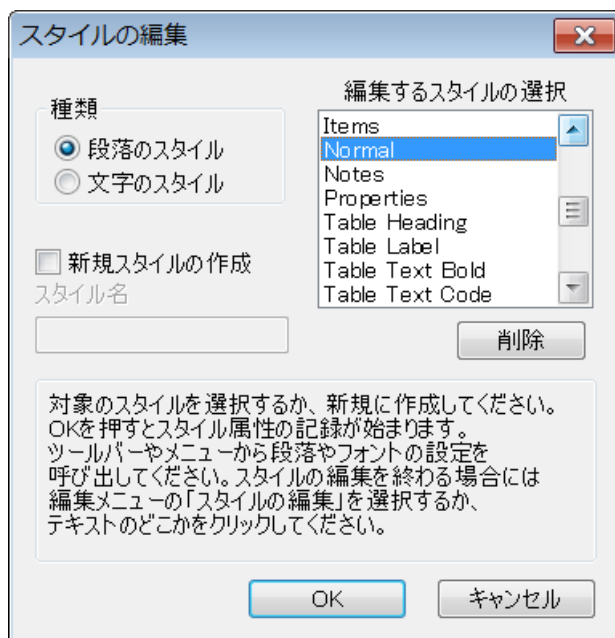 スタイルの編集
種類
段落のスタイル
文字のスタイル
新規スタイルの作成
スタイル名
編集するスタイルの選択
Items
Normal
Notes
Properties
Table Heading
Table Label
Table Text Bold
Table Text Code
削除
対象のスタイルを選択するか、新規に作成してください。
OKを押すとスタイル属性の記録が始まります。
ツールバーやメニューから段落やフォントの設定を
呼び出してください。スタイルの編集を終わる場合には
編集メニューの「スタイルの編集」を選択するか、
テキストのどこかをクリックしてください。
OK
キャンセル